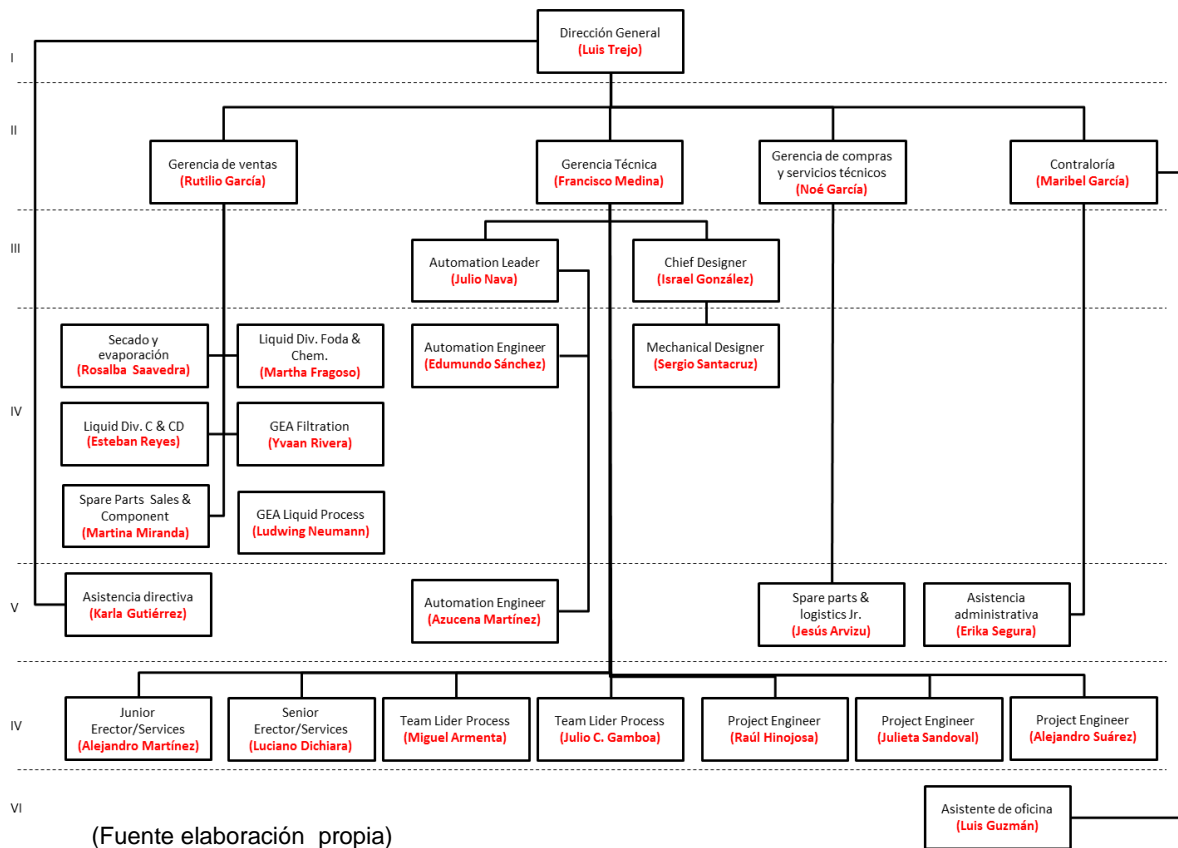 I
Dirección General
(Luis Trejo)
II
Gerencia de ventas
(Rutilio García)
Gerencia Técnica
(Francisco Medina)
Gerencia de compras
y servicios técnicos
(Noé García)
Contraloría
(Maribel García)
III
Automation Leader
(Julio Nava)
Chief Designer
(Israel González)
IV
Secado y
evaporación
(Rosalba Saavedra)
Liquid Div. Foda &
Chem.
(Martha Fragoso)
Automation Engineer
(Edumundo Sánchez)
Mechanical Designer
(Sergio Santacruz)
Liquid Div. C & CD
(Esteban Reyes)
GEA Filtration
(Yvaan Rivera)
Spare Parts Sales &
Component
(Martina Miranda)
GEA Liquid Process
(Ludwing Neumann)
V
Asistencia directiva
(Karla Gutiérrez)
Automation Engineer
(Azucena Martínez)
Spare parts &
logistics Jr.
(Jesús Arvizu)
Asistencia
administrativa
(Erika Segura)
IV
Junior
Erector/Services
(Alejandro Martínez)
Senior
Erector/Services
(Luciano Dichiara)
Team Lider Process
(Miguel Armenta)
Team Lider Process
(Julio C. Gamboa)
Project Engineer
(Raúl Hinojosa)
Project Engineer
(Julieta Sandoval)
Project Engineer
(Alejandro Suárez)
VI
Asistente de oficina
(Luis Guzmán)
(Fuente elaboración propia)